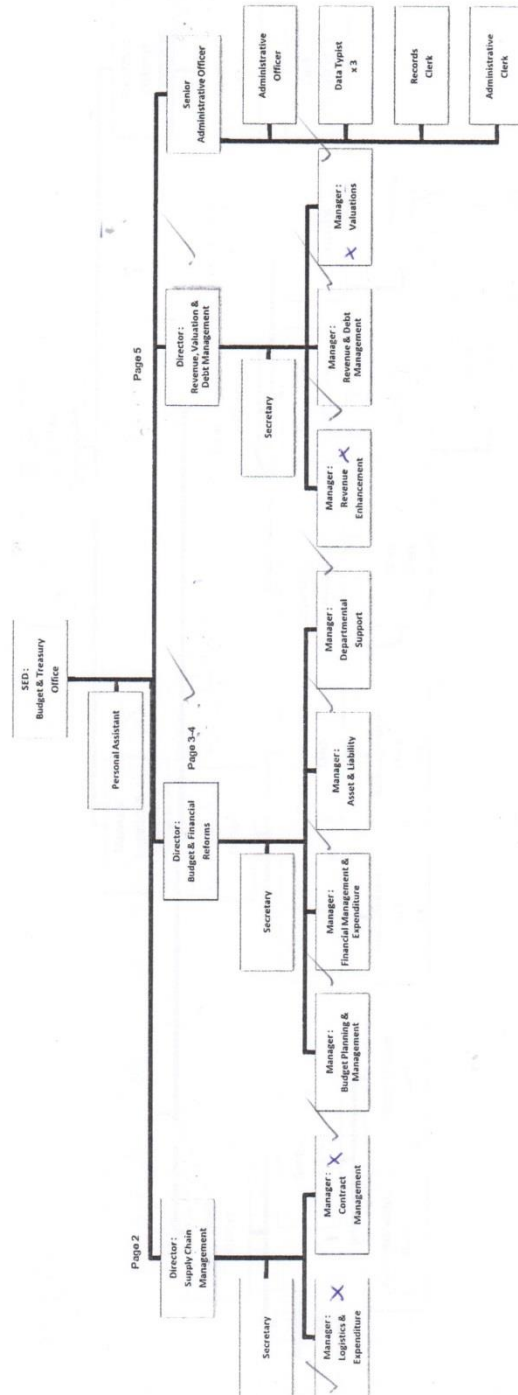 SED :
Budget & Treasury
Office
Personal Assistant
Page 2
Director :
Supply Chain
Management
Secretary
Manager :
Logistics &
Expenditure
Manager :
Contract
Management
Page 3-4
Director :
Budget & Financial
Reforms
Secretary
Manager :
Budget Planning &
Management
Manager :
Financial Management &
Expenditure
Manager :
Asset & Liability
Manager :
Departmental
Support
Page 5
Director :
Revenue, Valuation &
Debt Management
Secretary
Manager :
Revenue
Enhancement
Manager :
Revenue & Debt
Management
Manager :
Valuations
Senior
Administrative Officer
Administrative
Officer
Data Typist
x 3
Records
Clerk
Administrative
Clerk